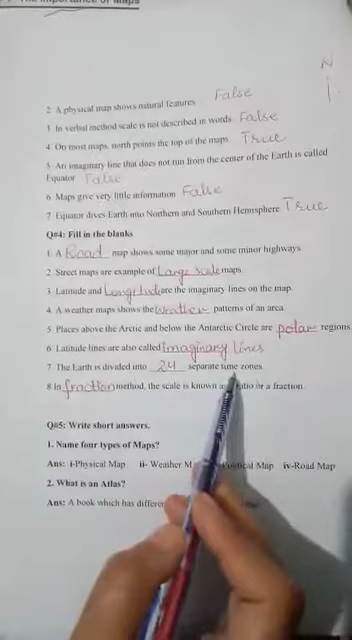 The Importance of Maps
N
2. A physical map shows natural features. False
3. In verbal method scale is not described in words. False
4. On most maps, north points the top of the maps. True
5. An imaginary line that does not run from the center of the Earth is called
Equator. False
6. Maps give very little information False
7. Equator dives Earth into Northern and Southern Hemisphere True
Q#4: Fill in the blanks
1. A Road map shows some major and some minor highways.
2. Street maps are example of Large scale maps.
3. Latitude and Longitude are the imaginary lines on the map.
4. A weather maps shows the weather patterns of an area.
5. Places above the Arctic and below the Antarctic Circle are polar regions.
6. Latitude lines are also called imaginary lines
7. The Earth is divided into 24 separate time zones.
8. In fraction method, the scale is known as ratio or a fraction.
Q#5: Write short answers.
1. Name four types of Maps?
Ans: i-Physical Map ii- Weather M Political Map iv-Road Map
2. What is an Atlas?
Ans: A book which has